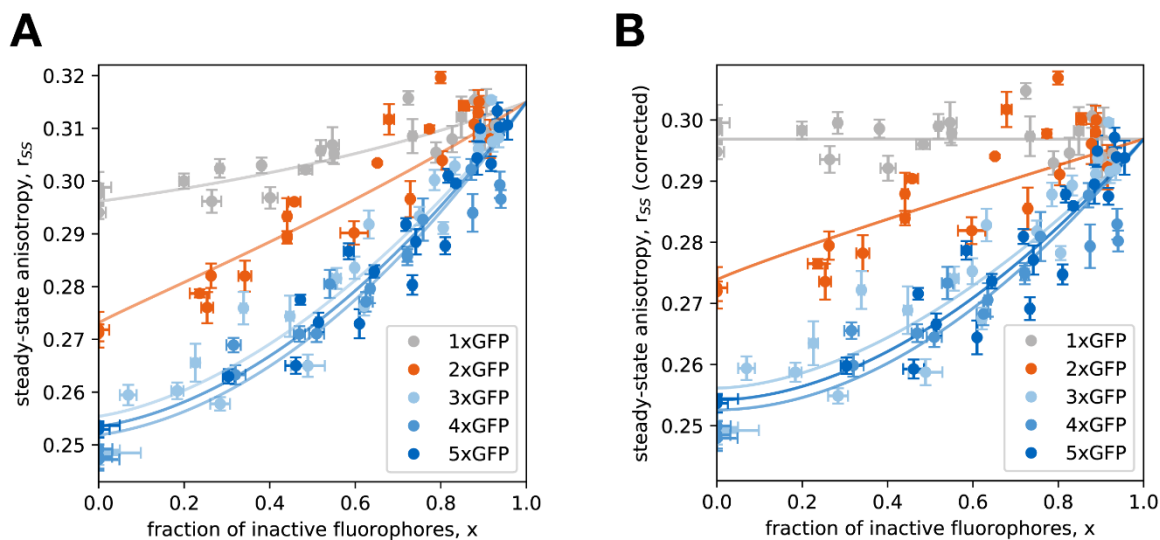 A
steady-state anisotropy, rss
0.32
0.31
0.30
0.29
0.28
0.27
0.26
0.25
0.0
0.2
0.4
0.6
0.8
1.0
fraction of inactive fluorophores, x
1xGFP
2xGFP
3xGFP
4xGFP
5xGFP
B
steady-state anisotropy, rss (corrected)
0.30
0.29
0.28
0.27
0.26
0.25
0.0
0.2
0.4
0.6
0.8
1.0
fraction of inactive fluorophores, x
1xGFP
2xGFP
3xGFP
4xGFP
5xGFP